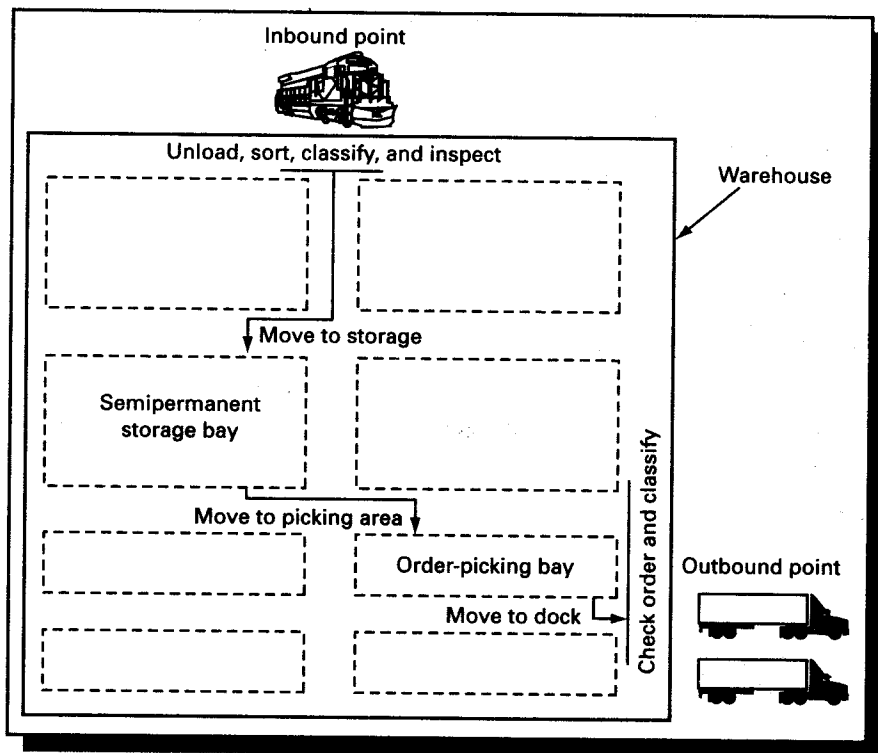 Inbound point
Unload, sort, classify, and inspect
Warehouse
Move to storage
Semipermanent
storage bay
Move to picking area
Order-picking bay
Move to dock
Check order and classify
Outbound point